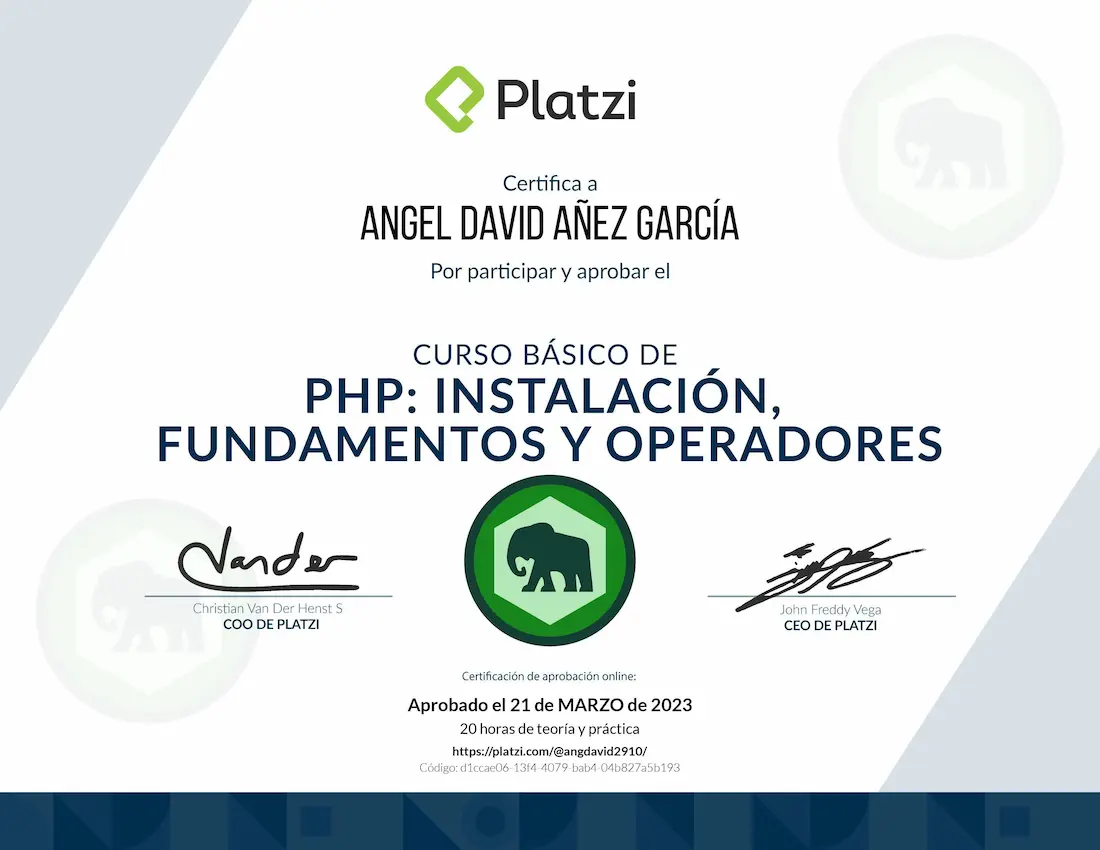 Platzi
Certifica a
ANGEL DAVID AÑEZ GARCÍA
Por participar y aprobar el
CURSO BÁSICO DE
PHP: INSTALACIÓN,
FUNDAMENTOS Y OPERADORES
Vander
Christian Van Der Henst S
COO DE PLATZI
John Freddy Vega
CEO DE PLATZI
Certificación de aprobación online:
Aprobado el 21 de MARZO de 2023
20 horas de teoría y práctica
https://platzi.com/@angdavid2910/
Código: d1ccae06-13f4-4079-bab4-04b827a5b193